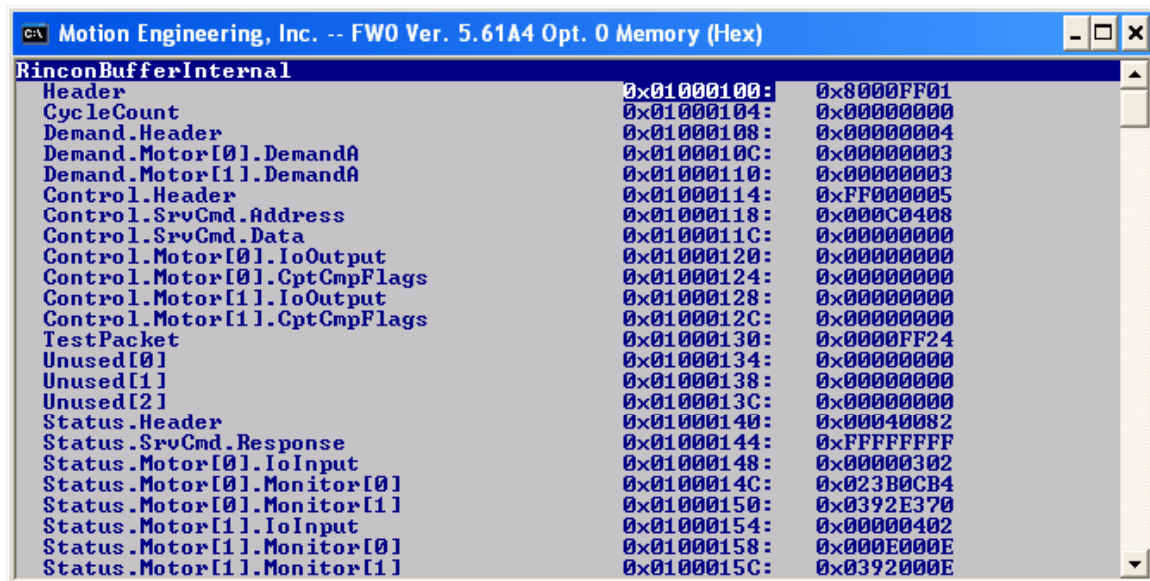 Motion Engineering, Inc. -- FW0 Ver. 5.61A4 Opt. 0 Memory (Hex)
RinconBufferInternal
Header 0x01000100: 0x8000FF01
CycleCount 0x01000104: 0x00000000
Demand.Header 0x01000108: 0x00000004
Demand.Motor[0].DemandA 0x0100010C: 0x00000003
Demand.Motor[1].DemandA 0x01000110: 0x00000003
Control.Header 0x01000114: 0xFF000005
Control.SrvCmd.Address 0x01000118: 0x000C0408
Control.SrvCmd.Data 0x0100011C: 0x00000000
Control.Motor[0].IoOutput 0x01000120: 0x00000000
Control.Motor[0].CptCmpFlags 0x01000124: 0x00000000
Control.Motor[1].IoOutput 0x01000128: 0x00000000
Control.Motor[1].CptCmpFlags 0x0100012C: 0x00000000
TestPacket 0x01000130: 0x0000FF24
Unused[0] 0x01000134: 0x00000000
Unused[1] 0x01000138: 0x00000000
Unused[2] 0x0100013C: 0x00000000
Status.Header 0x01000140: 0x00040082
Status.SrvCmd.Response 0x01000144: 0xFFFFFFFF
Status.Motor[0].IoInput 0x01000148: 0x00000302
Status.Motor[0].Monitor[0] 0x0100014C: 0x023B0CB4
Status.Motor[0].Monitor[1] 0x01000150: 0x0392E370
Status.Motor[1].IoInput 0x01000154: 0x00000402
Status.Motor[1].Monitor[0] 0x01000158: 0x000E000E
Status.Motor[1].Monitor[1] 0x0100015C: 0x0392000E